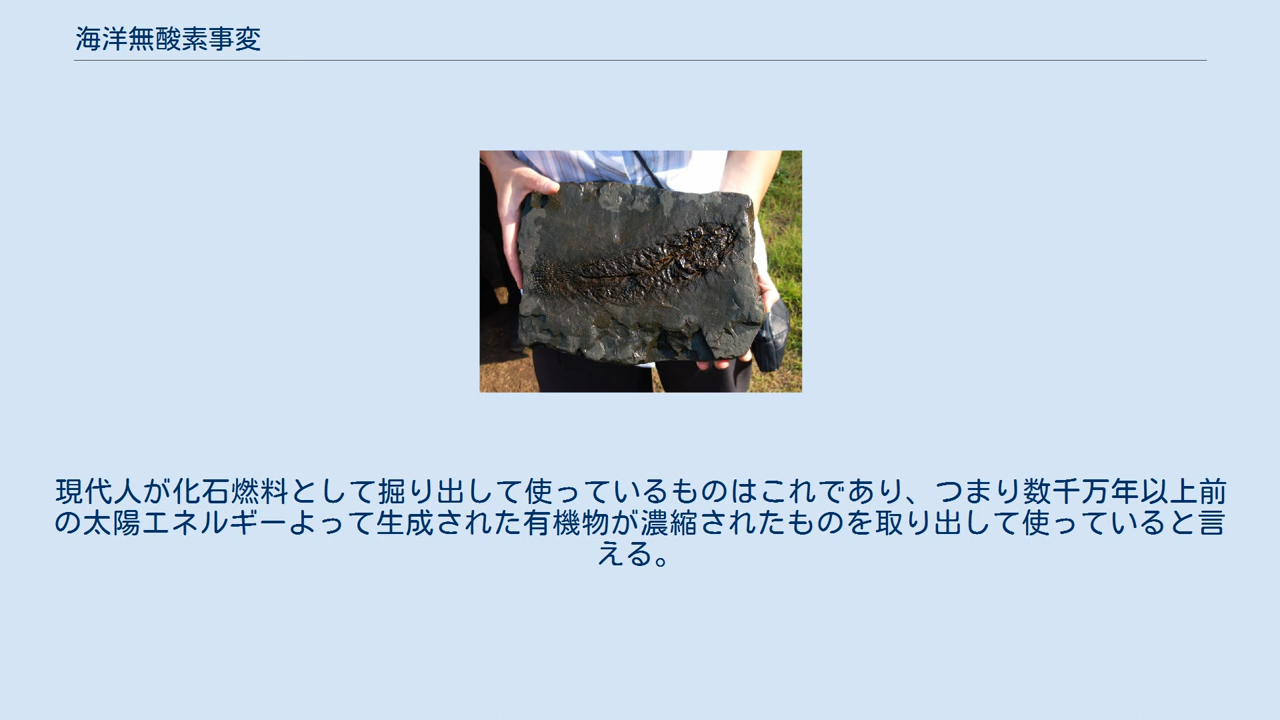 海洋無酸素事変
現代人が化石燃料として掘り出して使っているものはこれであり、つまり数千万年以上前
の太陽エネルギーよって生成された有機物が濃縮されたものを取り出して使っていると言
える。